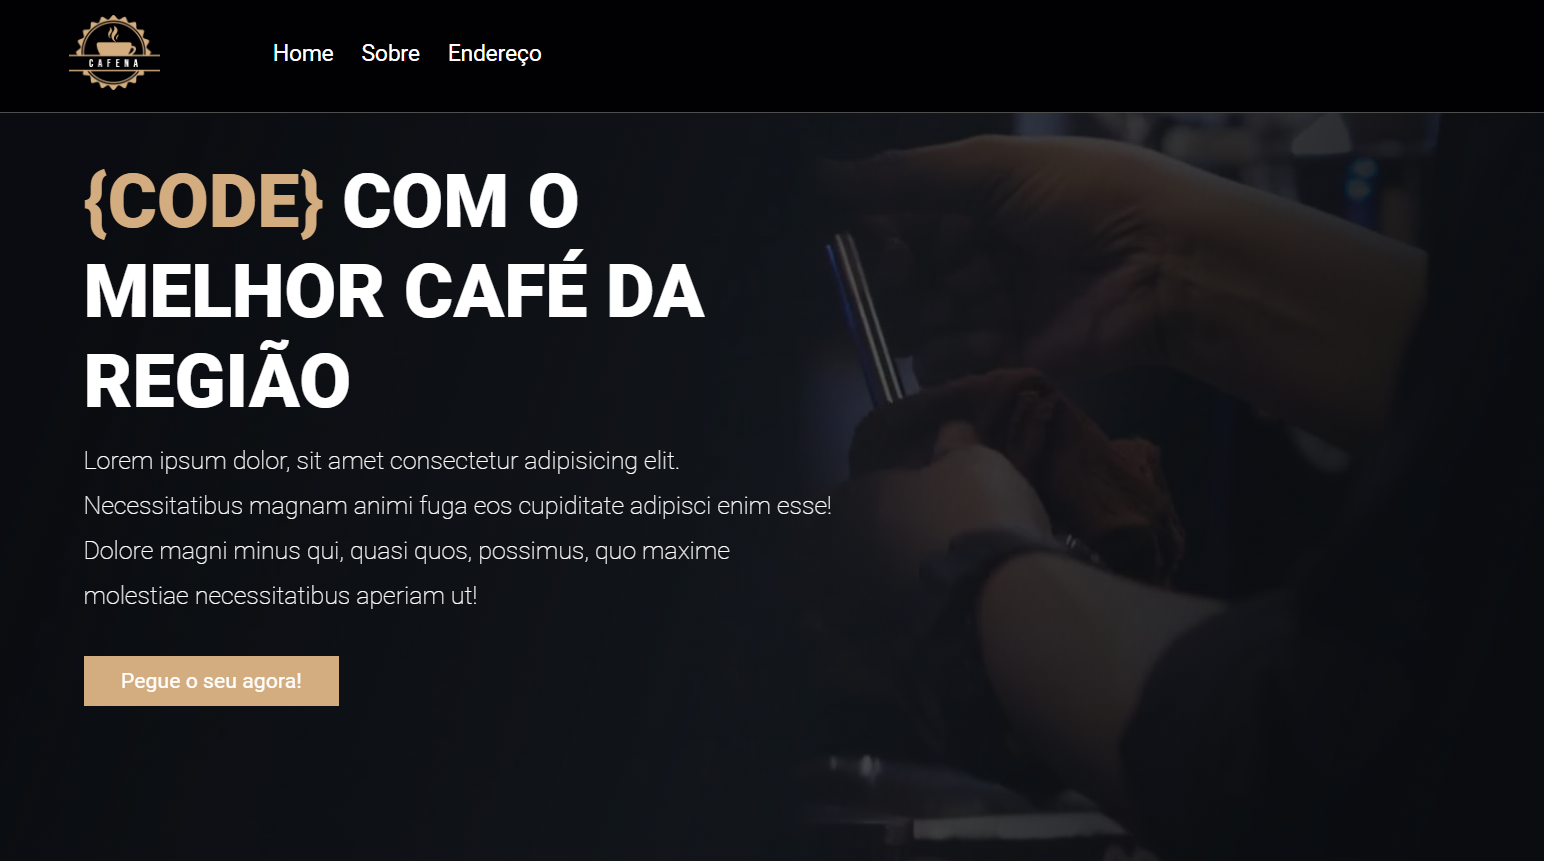 CAFENA
Home Sobre Endereço
{CODE} COM O
MELHOR CAFÉ DA
REGIÃO
Lorem ipsum dolor, sit amet consectetur adipisicing elit.
Necessitatibus magnam animi fuga eos cupiditate adipisci enim esse!
Dolore magni minus qui, quasi quos, possimus, quo maxime
molestiae necessitatibus aperiam ut!
Pegue o seu agora!